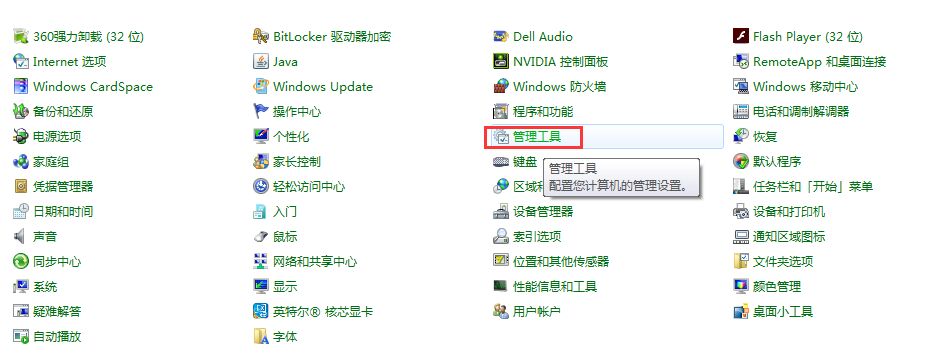 360强力卸载 (32 位)
BitLocker 驱动器加密
Dell Audio
Flash Player (32 位)
Internet 选项
Java
NVIDIA 控制面板
RemoteApp 和桌面连接
Windows CardSpace
Windows Update
Windows 防火墙
Windows 移动中心
备份和还原
操作中心
程序和功能
电话和调制解调器
电源选项
个性化
管理工具
恢复
家庭组
家长控制
键盘
默认程序
管理工具
配置您计算机的管理设置。
凭据管理器
轻松访问中心
区域和
任务栏和「开始」菜单
日期和时间
入门
设备管理器
设备和打印机
声音
鼠标
索引选项
通知区域图标
同步中心
网络和共享中心
位置和其他传感器
文件夹选项
系统
显示
性能信息和工具
颜色管理
疑难解答
英特尔® 核芯显卡
用户帐户
桌面小工具
自动播放
字体